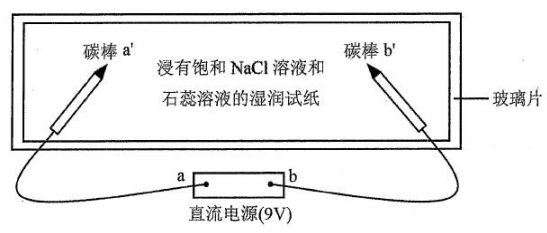 碳棒 a'
碳棒 b'
浸有饱和 NaCl 溶液和
石蕊溶液的湿润试纸
玻璃片
a
b
直流电源(9V)